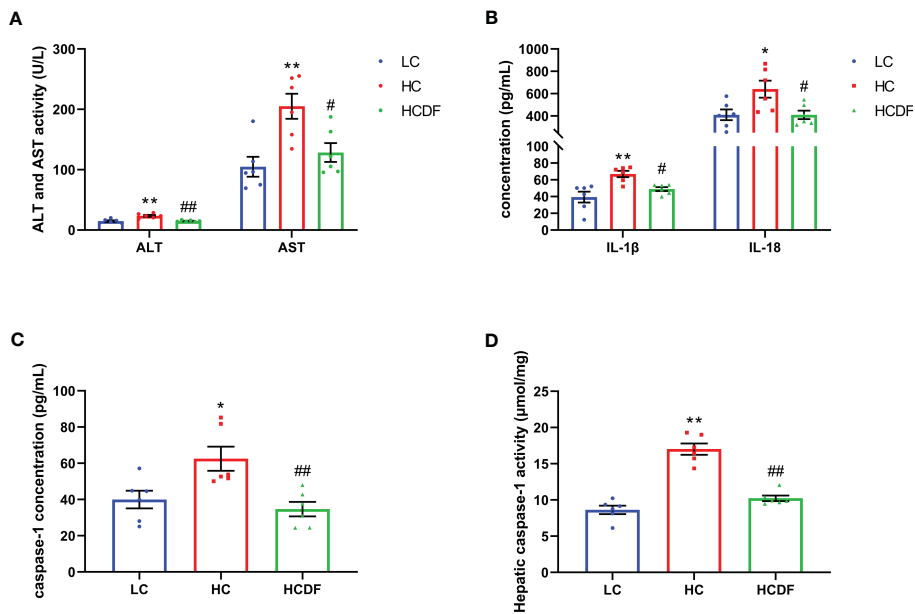 A
ALT and AST activity (U/L)
300
200
100
0
**
##
**
#
ALT
AST
LC
HC
HCDF
B
concentration (pg/mL)
1000
800
600
400
80
60
40
20
0
**
#
*
#
IL-1β
IL-18
LC
HC
HCDF
C
caspase-1 concentration (pg/mL)
100
80
60
40
20
0
*
##
LC
HC
HCDF
D
Hepatic caspase-1 activity (μmol/mg)
25
20
15
10
5
0
**
##
LC
HC
HCDF